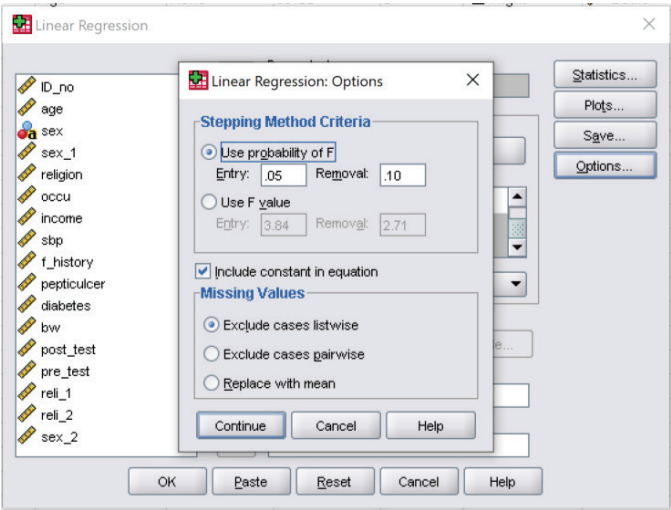 Linear Regression
Statistics...
Plots...
Save...
Options...
ID_no
age
sex
sex_1
religion
occu
income
sbp
f_history
pepticulcer
diabetes
bw
post_test
pre_test
reli_1
reli_2
sex_2
Linear Regression: Options
Stepping Method Criteria
Use probability of F
Entry: .05 Removal: .10
Use F value
Entry: 3.84 Removal: 2.71
Include constant in equation
Missing Values
Exclude cases listwise
Exclude cases pairwise
Replace with mean
Continue Cancel Help
OK Paste Reset Cancel Help